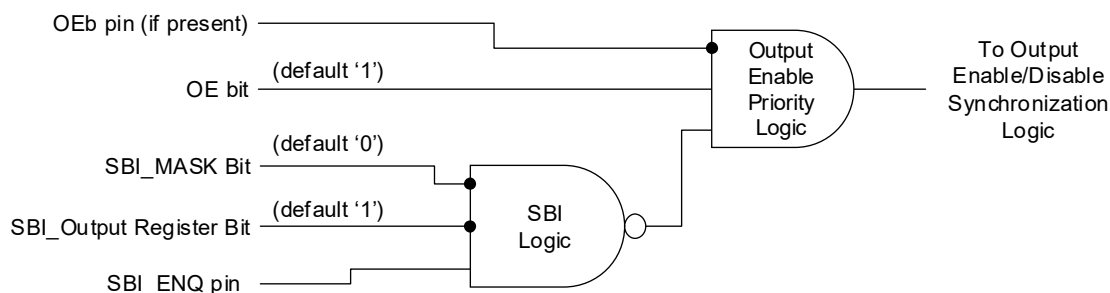 OEb pin (if present)
OE bit
(default ‘1’)
SBI_MASK Bit
(default ‘0’)
SBI_Output Register Bit
(default ‘1’)
SBI_ENQ pin
SBI
Logic
Output
Enable
Priority
Logic
To Output
Enable/Disable
Synchronization
Logic